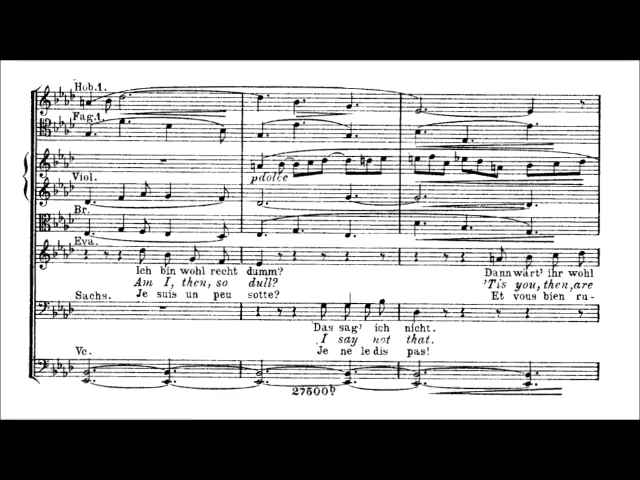 Hob.1.
Fag.1.
Viol.
pdolce
Br.
Eva.
Ich bin wohl recht dumm? Dann wärt' ihr wohl
Am I, then, so dull? 'Tis you, then, are
Sachs. Je suis un peu sotte? Et vous bien ru-
Das sag' ich nicht.
I say not that.
Vc. Je ne le dis pas!
27500